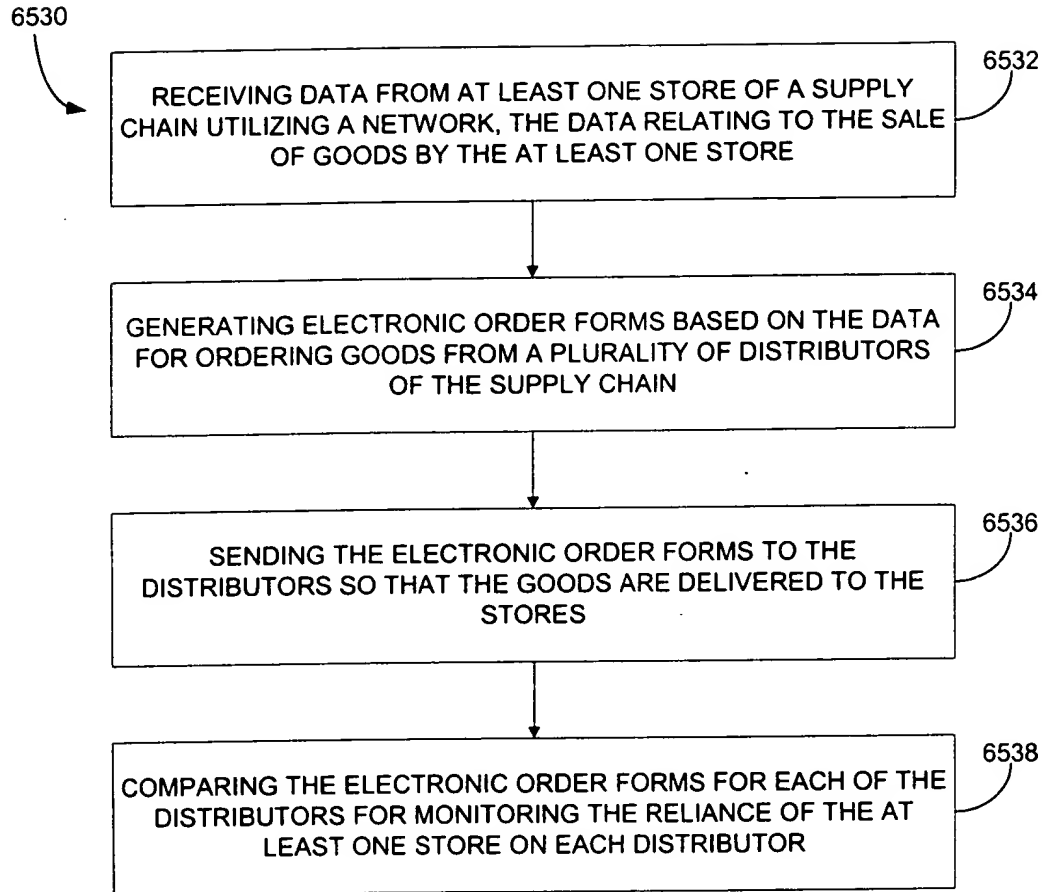 6530
6532
RECEIVING DATA FROM AT LEAST ONE STORE OF A SUPPLY
CHAIN UTILIZING A NETWORK, THE DATA RELATING TO THE SALE
OF GOODS BY THE AT LEAST ONE STORE
6534
GENERATING ELECTRONIC ORDER FORMS BASED ON THE DATA
FOR ORDERING GOODS FROM A PLURALITY OF DISTRIBUTORS
OF THE SUPPLY CHAIN
6536
SENDING THE ELECTRONIC ORDER FORMS TO THE
DISTRIBUTORS SO THAT THE GOODS ARE DELIVERED TO THE
STORES
6538
COMPARING THE ELECTRONIC ORDER FORMS FOR EACH OF THE
DISTRIBUTORS FOR MONITORING THE RELIANCE OF THE AT
LEAST ONE STORE ON EACH DISTRIBUTOR